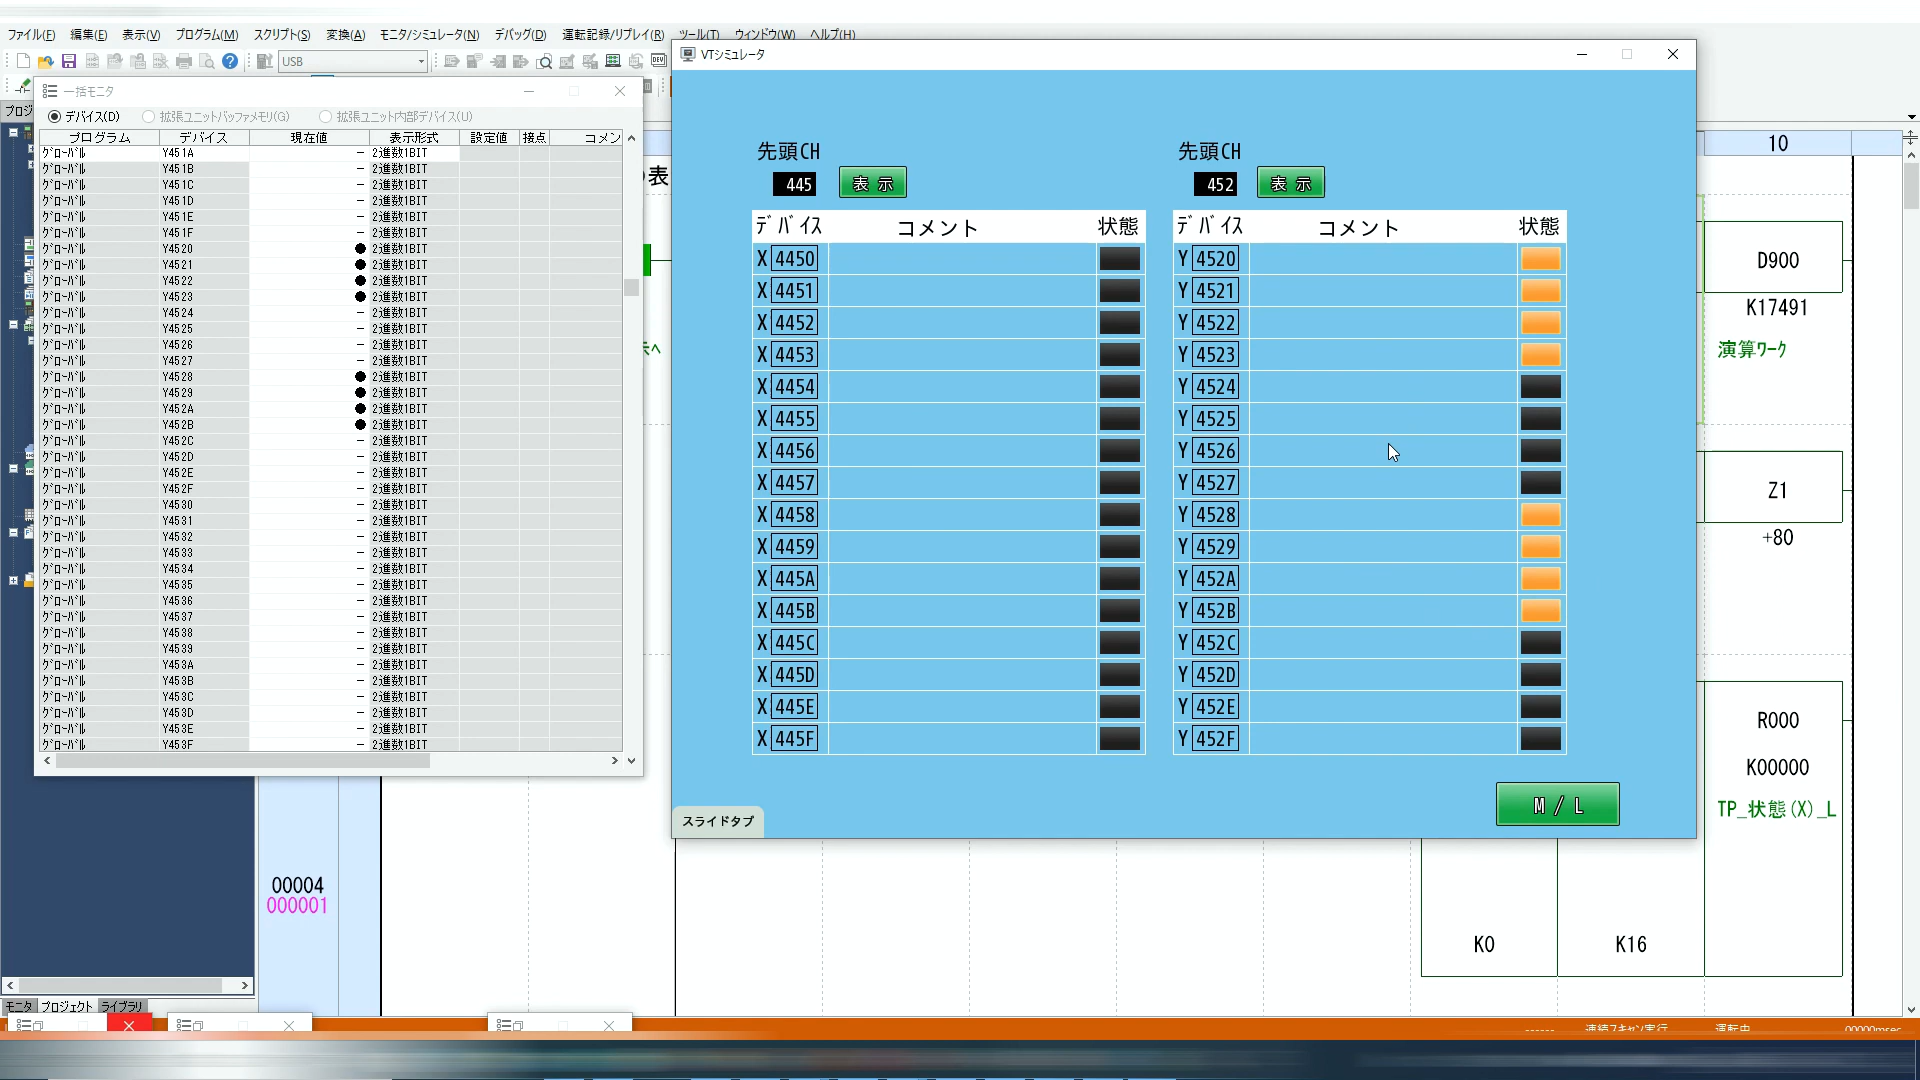 ファイル(F) 編集(E) 表示(V) プログラム(M) スクリプト(S) 変換(A) モニタ/シミュレータ(N) デバッグ(D) 運転記録/リプレイ(R) ツール(T) ウィンドウ(W) ヘルプ(H)
USB
DEV
一括モニタ
デバイス(D) 拡張ユニットバッファメモリ(G) 拡張ユニット内部デバイス(U)
プログラム デバイス 現在値 表示形式 設定値 接点 コメン
グローバル Y451A - 2進数1BIT
グローバル Y451B - 2進数1BIT
グローバル Y451C - 2進数1BIT
グローバル Y451D - 2進数1BIT
グローバル Y451E - 2進数1BIT
グローバル Y451F - 2進数1BIT
グローバル Y4520 ● 2進数1BIT
グローバル Y4521 ● 2進数1BIT
グローバル Y4522 ● 2進数1BIT
グローバル Y4523 ● 2進数1BIT
グローバル Y4524 - 2進数1BIT
グローバル Y4525 - 2進数1BIT
グローバル Y4526 - 2進数1BIT
グローバル Y4527 - 2進数1BIT
グローバル Y4528 ● 2進数1BIT
グローバル Y4529 ● 2進数1BIT
グローバル Y452A ● 2進数1BIT
グローバル Y452B ● 2進数1BIT
グローバル Y452C - 2進数1BIT
グローバル Y452D - 2進数1BIT
グローバル Y452E - 2進数1BIT
グローバル Y452F - 2進数1BIT
グローバル Y4530 - 2進数1BIT
グローバル Y4531 - 2進数1BIT
グローバル Y4532 - 2進数1BIT
グローバル Y4533 - 2進数1BIT
グローバル Y4534 - 2進数1BIT
グローバル Y4535 - 2進数1BIT
グローバル Y4536 - 2進数1BIT
グローバル Y4537 - 2進数1BIT
グローバル Y4538 - 2進数1BIT
グローバル Y4539 - 2進数1BIT
グローバル Y453A - 2進数1BIT
グローバル Y453B - 2進数1BIT
グローバル Y453C - 2進数1BIT
グローバル Y453D - 2進数1BIT
グローバル Y453E - 2進数1BIT
グローバル Y453F - 2進数1BIT
プロジ
の表
示へ
VTシミュレータ
先頭CH
445 表示
デバイス コメント 状態
X 4450
X 4451
X 4452
X 4453
X 4454
X 4455
X 4456
X 4457
X 4458
X 4459
X 445A
X 445B
X 445C
X 445D
X 445E
X 445F
先頭CH
452 表示
デバイス コメント 状態
Y 4520
Y 4521
Y 4522
Y 4523
Y 4524
Y 4525
Y 4526
Y 4527
Y 4528
Y 4529
Y 452A
Y 452B
Y 452C
Y 452D
Y 452E
Y 452F
スライドタブ
M / L
10
D900
K17491
演算ワーク
Z1
+80
R000
K00000
TP_状態(X)_L
00004
000001
K0 K16
モニタ プロジェクト ライブラリ
------ 連続スキャン実行 運転中 00000msec